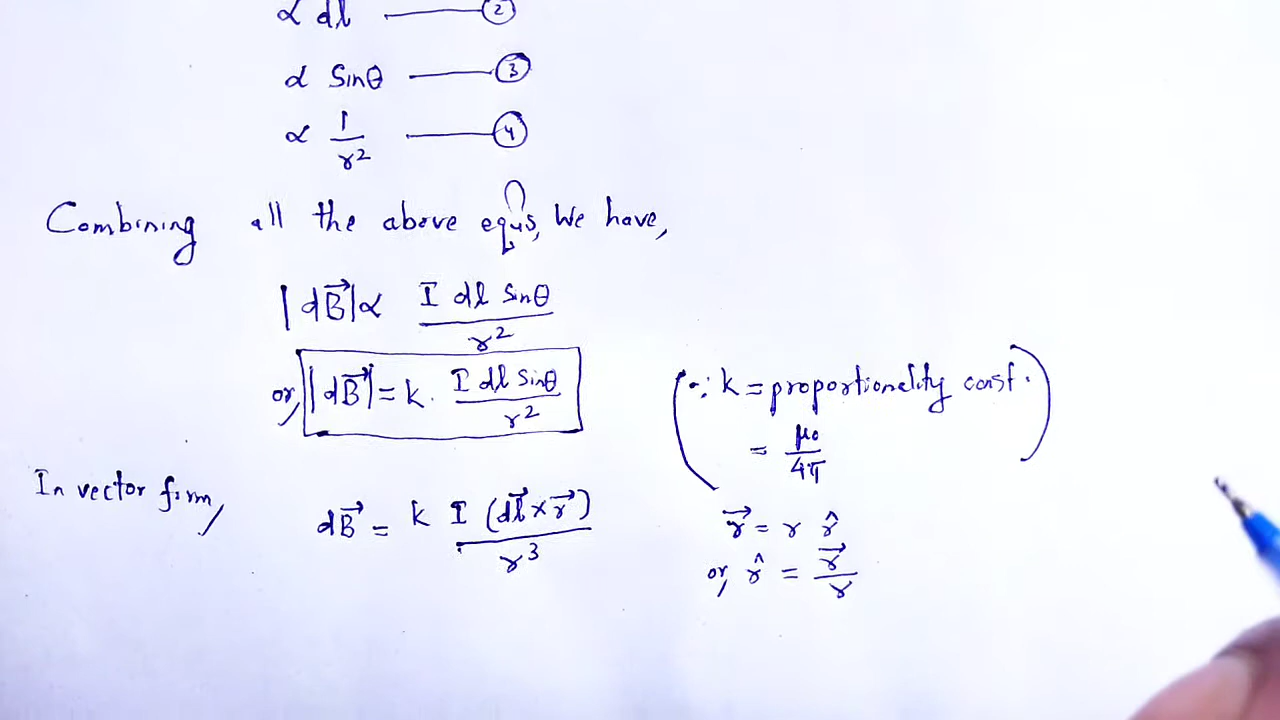 ∝ dl —— ②
∝ Sinθ —— ③
∝ 1/r² —— ④
Combining all the above eqⁿs, We have,
|dB⃗| ∝ I dl Sinθ / r²
or, |dB⃗| = k. I dl Sinθ / r²
(∵ k = proportionality const.
= μ₀/4π)
In vector form,
dB⃗ = k I (dl⃗ × r⃗) / r³
r⃗ = r r̂
or, r̂ = r⃗/r